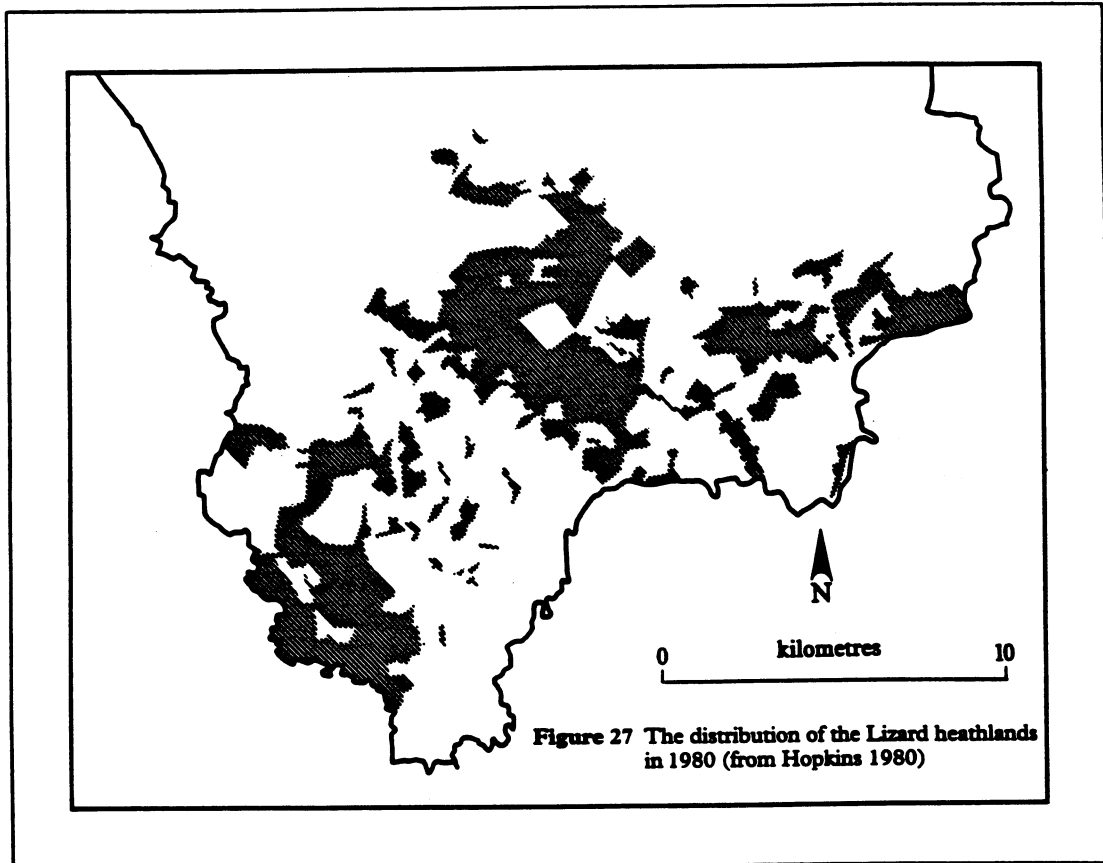 N
kilometres
0 10
Figure 27 The distribution of the Lizard heathlands
in 1980 (from Hopkins 1980)